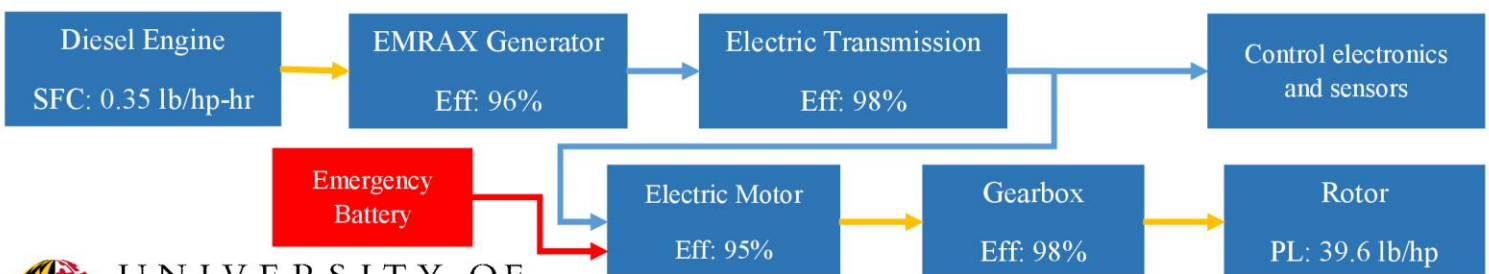 Diesel Engine
SFC: 0.35 lb/hp-hr
EMRAX Generator
Eff: 96%
Electric Transmission
Eff: 98%
Control electronics
and sensors
Emergency
Battery
Electric Motor
Eff: 95%
Gearbox
Eff: 98%
Rotor
PL: 39.6 lb/hp
UNIVERSITY OF